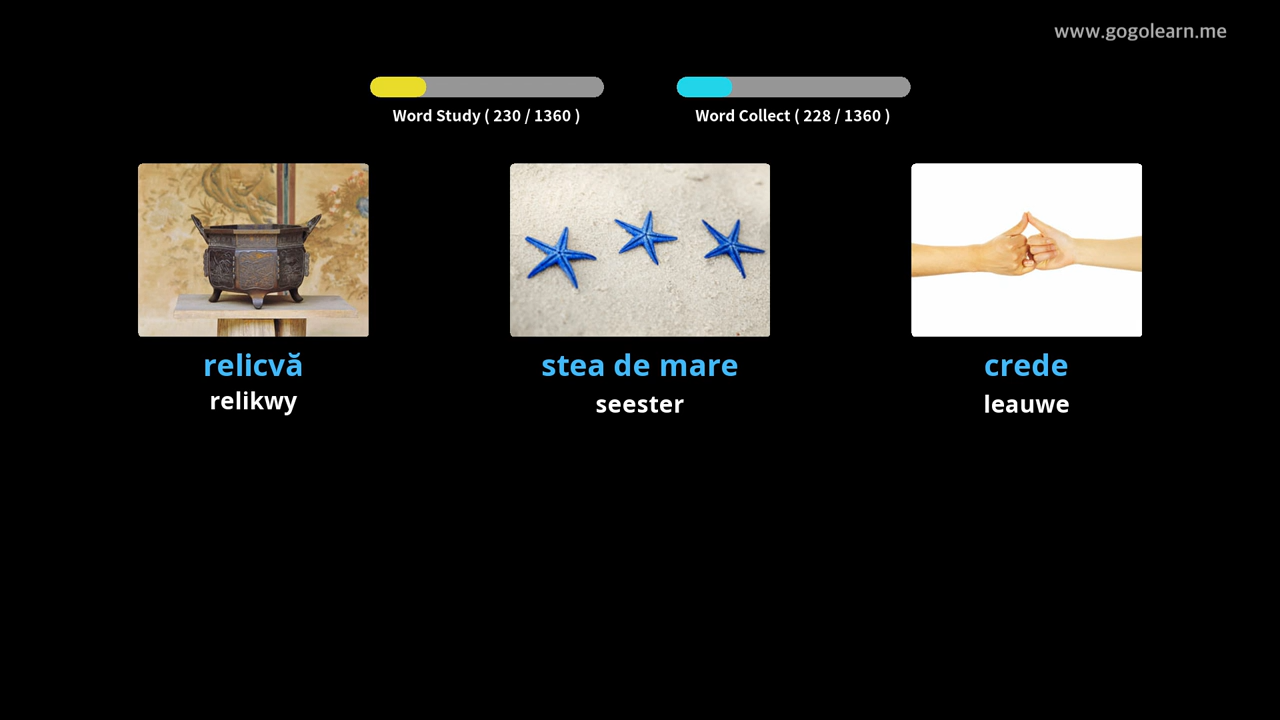 www.gogolearn.me
Word Study ( 230 / 1360 )
Word Collect ( 228 / 1360 )
relicvă
relikwy
stea de mare
seester
crede
leauwe